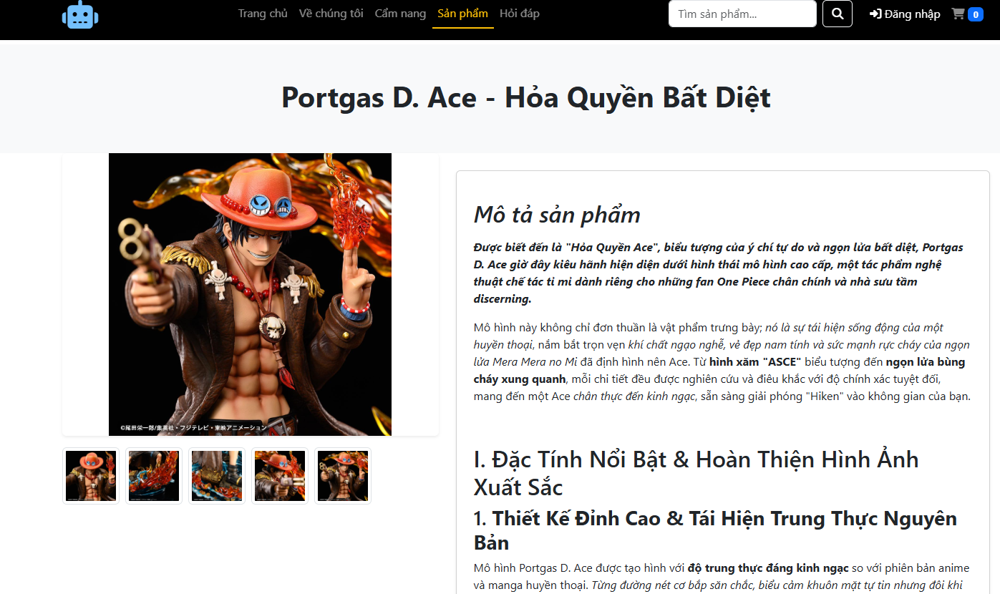 Trang chủ Về chúng tôi Cẩm nang Sản phẩm Hỏi đáp Tìm sản phẩm... Đăng nhập 0
Portgas D. Ace - Hỏa Quyền Bất Diệt
©尾田栄一郎/集英社・フジテレビ・東映アニメーション
Mô tả sản phẩm
Được biết đến là "Hỏa Quyền Ace", biểu tượng của ý chí tự do và ngọn lửa bất diệt, Portgas
D. Ace giờ đây kiêu hãnh hiện diện dưới hình thái mô hình cao cấp, một tác phẩm nghệ
thuật chế tác tỉ mỉ dành riêng cho những fan One Piece chân chính và nhà sưu tầm
discerning.
Mô hình này không chỉ đơn thuần là vật phẩm trưng bày; nó là sự tái hiện sống động của một
huyền thoại, nắm bắt trọn vẹn khí chất ngạo nghễ, vẻ đẹp nam tính và sức mạnh rực cháy của ngọn
lửa Mera Mera no Mi đã định hình nên Ace. Từ hình xăm "ASCE" biểu tượng đến ngọn lửa bùng
cháy xung quanh, mỗi chi tiết đều được nghiên cứu và điêu khắc với độ chính xác tuyệt đối,
mang đến một Ace chân thực đến kinh ngạc, sẵn sàng giải phóng "Hiken" vào không gian của bạn.
I. Đặc Tính Nổi Bật & Hoàn Thiện Hình Ảnh
Xuất Sắc
1. Thiết Kế Đỉnh Cao & Tái Hiện Trung Thực Nguyên
Bản
Mô hình Portgas D. Ace được tạo hình với độ trung thực đáng kinh ngạc so với phiên bản anime
và manga huyền thoại. Từng đường nét cơ bắp săn chắc, biểu cảm khuôn mặt tự tin nhưng đôi khi